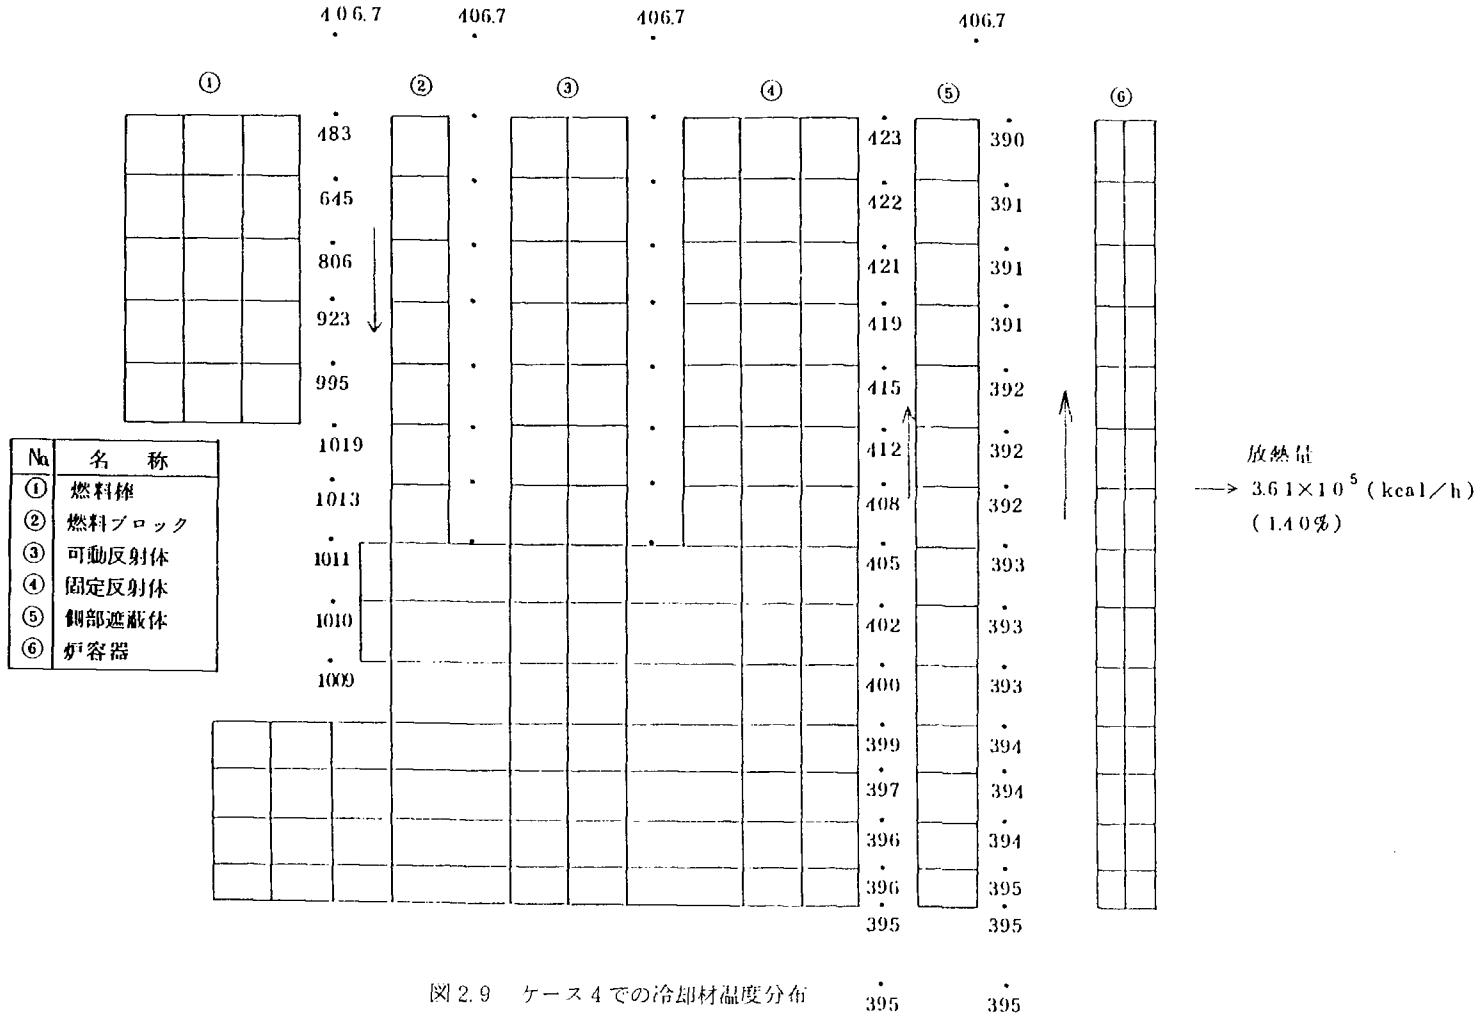 406.7 406.7 406.7 406.7
① ② ③ ④ ⑤ ⑥
483 423 390
645 422 391
806 421 391
923 419 391
995 415 392
1019 412 392
1013 408 392
1011 405 393
1010 402 393
1009 400 393
399 394
397 394
396 394
396 395
395 395
395 395
No. 名 称
① 燃料棒
② 燃料ブロック
③ 可動反射体
④ 固定反射体
⑤ 側部遮蔽体
⑥ 炉容器
放熱量
3.61×10⁵ (kcal/h)
(1.40%)
図 2.9 ケース4での冷却材温度分布